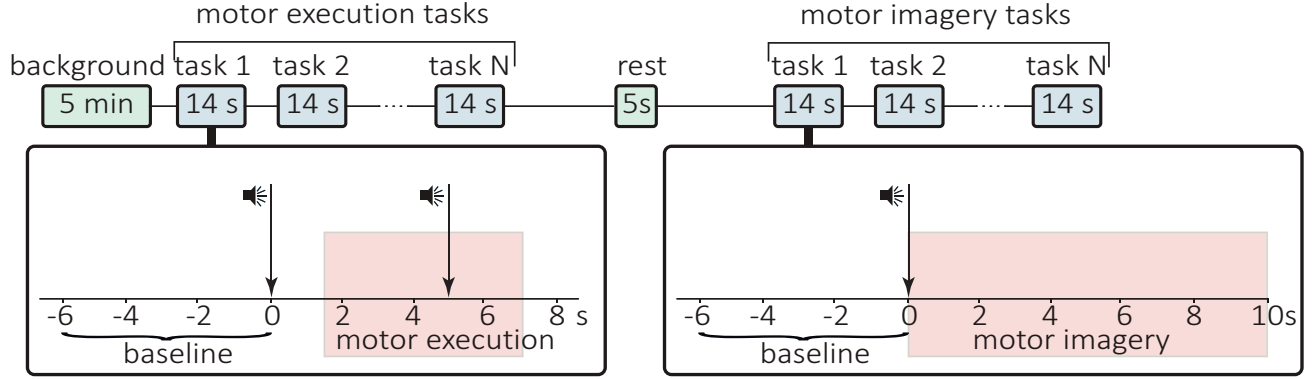 motor execution tasks
motor imagery tasks
background task 1 task 2 task N rest task 1 task 2 task N
5 min 14 s 14 s ···· 14 s 5s 14 s 14 s ···· 14 s
-6 -4 -2 0 2 4 6 8 s
baseline motor execution
-6 -4 -2 0 2 4 6 8 10s
baseline motor imagery